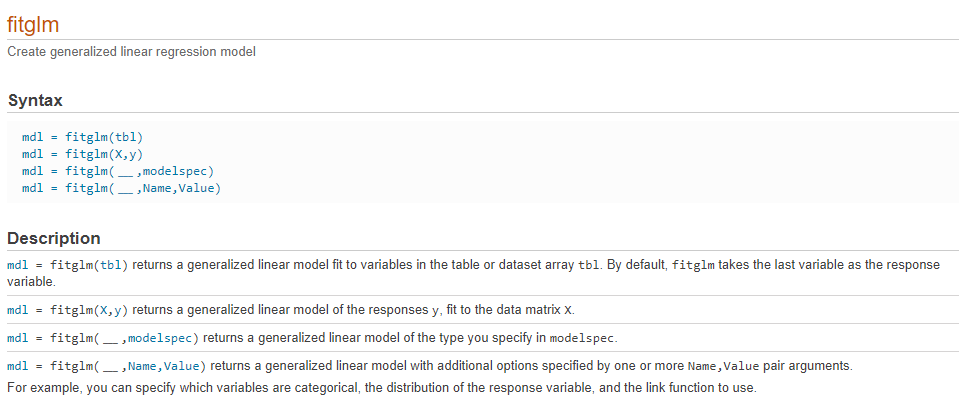 fitglm
Create generalized linear regression model
Syntax
mdl = fitglm(tbl)
mdl = fitglm(X,y)
mdl = fitglm(__,modelspec)
mdl = fitglm(__,Name,Value)
Description
mdl = fitglm(tbl) returns a generalized linear model fit to variables in the table or dataset array tbl. By default, fitglm takes the last variable as the response
variable.
mdl = fitglm(X,y) returns a generalized linear model of the responses y, fit to the data matrix X.
mdl = fitglm(__,modelspec) returns a generalized linear model of the type you specify in modelspec.
mdl = fitglm(__,Name,Value) returns a generalized linear model with additional options specified by one or more Name,Value pair arguments.
For example, you can specify which variables are categorical, the distribution of the response variable, and the link function to use.